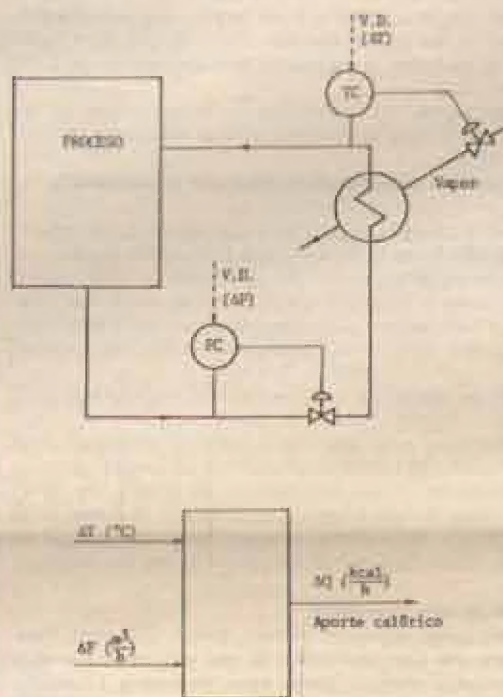 V.D.
(ΔT)
TC
PROCESO
Vapor
V.D.
(ΔF)
FC
ΔT (°C)
ΔQ (kcal/h)
Aporte calórico
ΔF (m³/h)